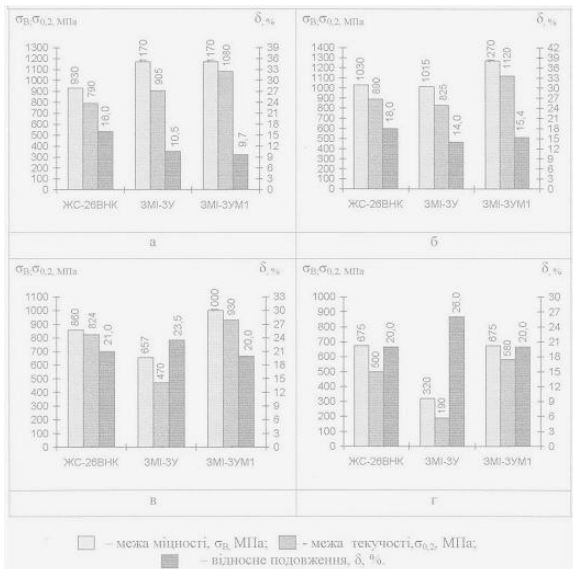 σВ,σ0,2, МПа δ, %
1300 39
1200 36
1100 33
1000 30
900 27
800 24
700 21
600 18
500 15
400 12
300 9
200 6
100 3
0 0
930 790 16,0 170 905 10,5 170 1080 9,7
ЖС-26ВНК ЗМІ-3У ЗМІ-3УМ1
а
σВ,σ0,2, МПа δ, %
1400 42
1300 39
1200 36
1100 33
1000 30
900 27
800 24
700 21
600 18
500 15
400 12
300 9
200 6
100 3
0 0
1030 890 18,0 1015 825 14,0 270 1120 15,4
ЖС-26ВНК ЗМІ-3У ЗМІ-3УМ1
б
σВ,σ0,2, МПа δ, %
1100 33
1000 30
900 27
800 24
700 21
600 18
500 15
400 12
300 9
200 6
100 3
0 0
860 824 21,0 657 470 23,5 000 930 20,0
ЖС-26ВНК ЗМІ-3У ЗМІ-3УМ1
в
σВ,σ0,2, МПа δ, %
1000 30
900 27
800 24
700 21
600 18
500 15
400 12
300 9
200 6
100 3
0 0
675 500 20,0 320 190 26,0 675 580 20,0
ЖС-26ВНК ЗМІ-3У ЗМІ-3УМ1
г
– межа міцності, σВ, МПа; - межа текучості,σ0,2, МПа;
– відносне подовження, δ, %.